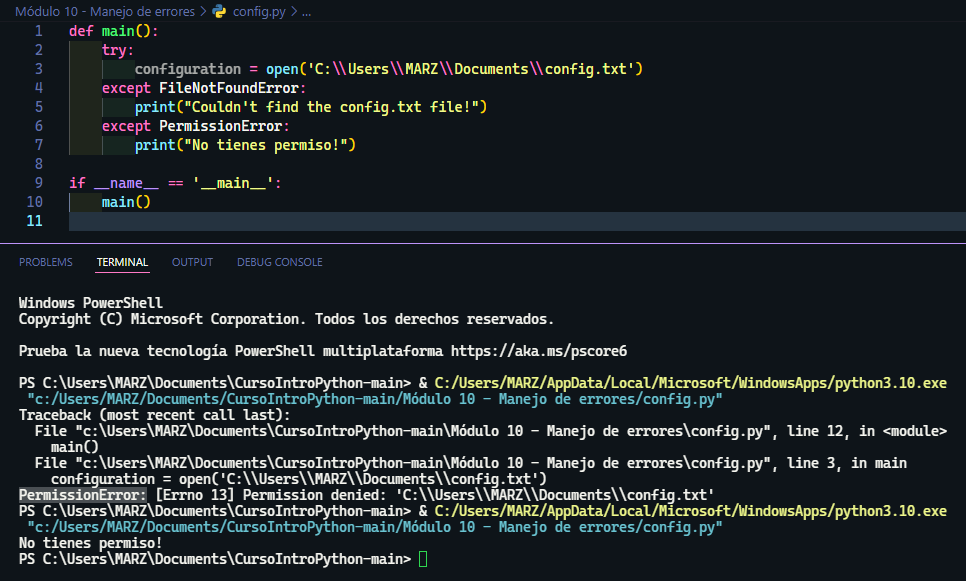 Módulo 10 - Manejo de errores > config.py > ...
1 def main():
2 try:
3 configuration = open('C:\\Users\\MARZ\\Documents\\config.txt')
4 except FileNotFoundError:
5 print("Couldn't find the config.txt file!")
6 except PermissionError:
7 print("No tienes permiso!")
8
9 if __name__ == '__main__':
10 main()
11
PROBLEMS TERMINAL OUTPUT DEBUG CONSOLE
Windows PowerShell
Copyright (C) Microsoft Corporation. Todos los derechos reservados.
Prueba la nueva tecnología PowerShell multiplataforma https://aka.ms/pscore6
PS C:\Users\MARZ\Documents\CursoIntroPython-main> & C:/Users/MARZ/AppData/Local/Microsoft/WindowsApps/python3.10.exe
"c:/Users/MARZ/Documents/CursoIntroPython-main/Módulo 10 - Manejo de errores/config.py"
Traceback (most recent call last):
File "c:\Users\MARZ\Documents\CursoIntroPython-main\Módulo 10 - Manejo de errores\config.py", line 12, in <module>
main()
File "c:\Users\MARZ\Documents\CursoIntroPython-main\Módulo 10 - Manejo de errores\config.py", line 3, in main
configuration = open('C:\\Users\\MARZ\\Documents\\config.txt')
PermissionError: [Errno 13] Permission denied: 'C:\\Users\\MARZ\\Documents\\config.txt'
PS C:\Users\MARZ\Documents\CursoIntroPython-main> & C:/Users/MARZ/AppData/Local/Microsoft/WindowsApps/python3.10.exe
"c:/Users/MARZ/Documents/CursoIntroPython-main/Módulo 10 - Manejo de errores/config.py"
No tienes permiso!
PS C:\Users\MARZ\Documents\CursoIntroPython-main>